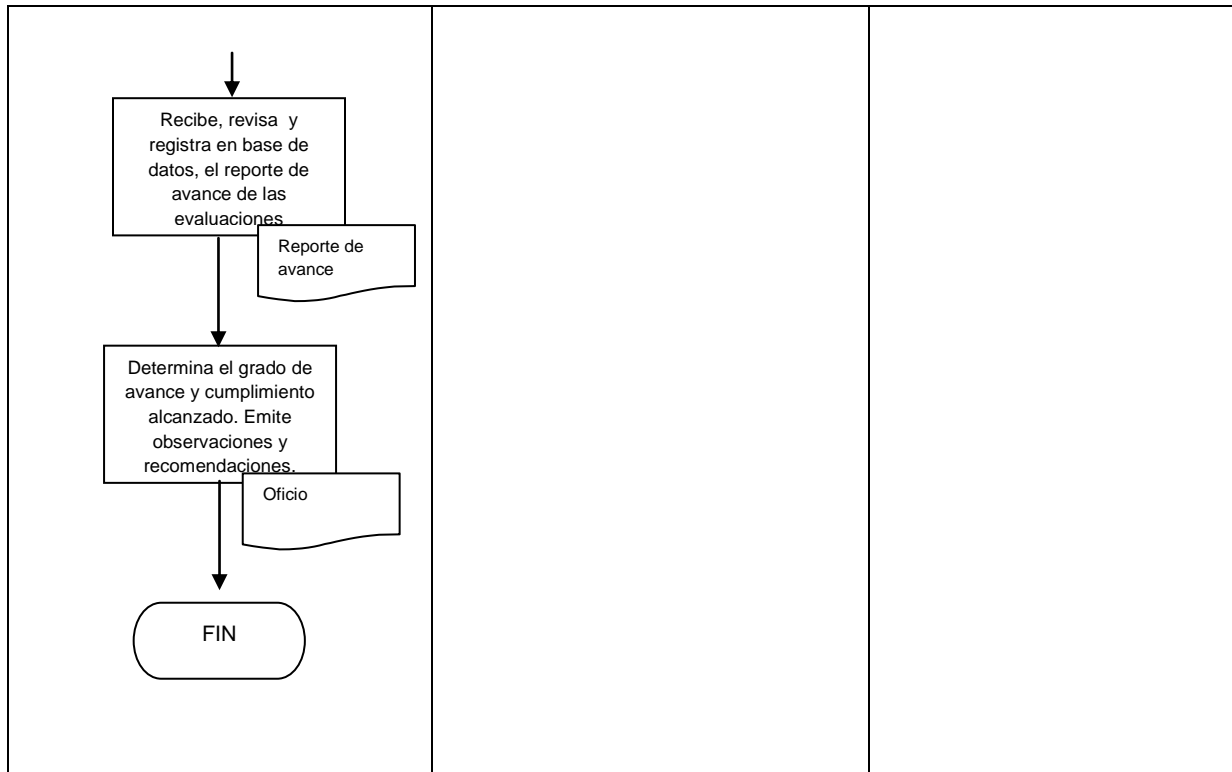 Recibe, revisa y
registra en base de
datos, el reporte de
avance de las
evaluaciones
Reporte de
avance
Determina el grado de
avance y cumplimiento
alcanzado. Emite
observaciones y
recomendaciones.
Oficio
FIN